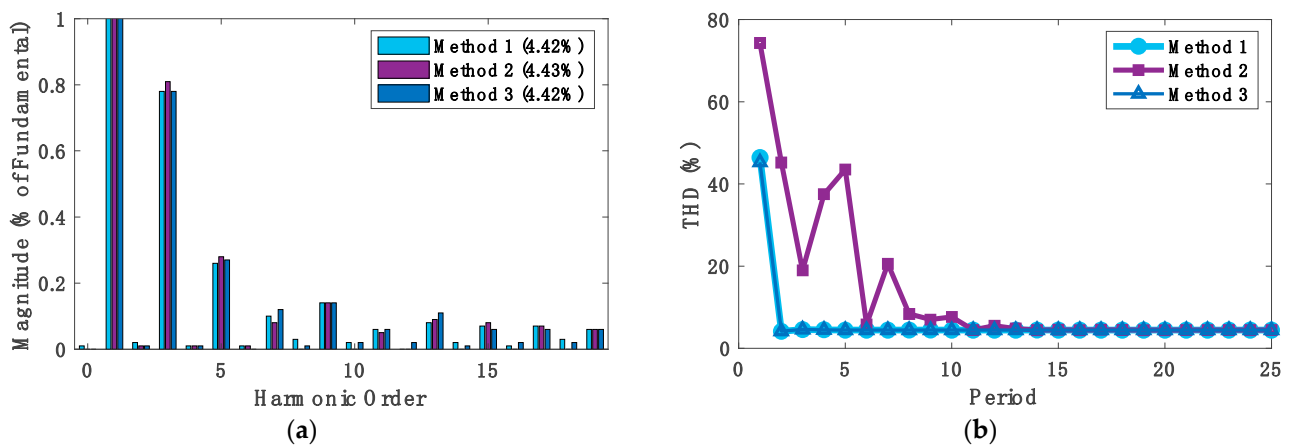 1
0.8
0.6
0.4
0.2
0
0
5
10
15
Magnitude (% of Fundamental)
Harmonic Order
Method 1 (4.42%)
Method 2 (4.43%)
Method 3 (4.42%)
(a)
80
60
40
20
0
0
5
10
15
20
25
THD (%)
Period
Method 1
Method 2
Method 3
(b)